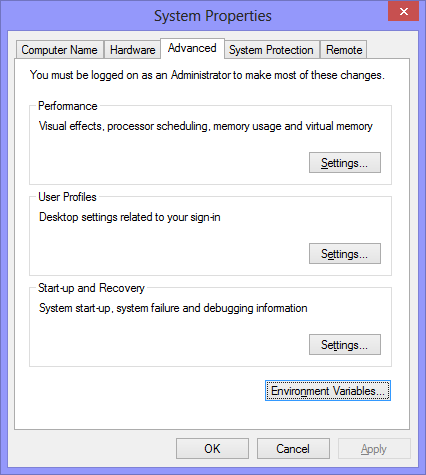 System Properties
Computer Name Hardware Advanced System Protection Remote
You must be logged on as an Administrator to make most of these changes.
Performance
Visual effects, processor scheduling, memory usage and virtual memory
Settings...
User Profiles
Desktop settings related to your sign-in
Settings...
Start-up and Recovery
System start-up, system failure and debugging information
Settings...
Environment Variables...
OK Cancel Apply